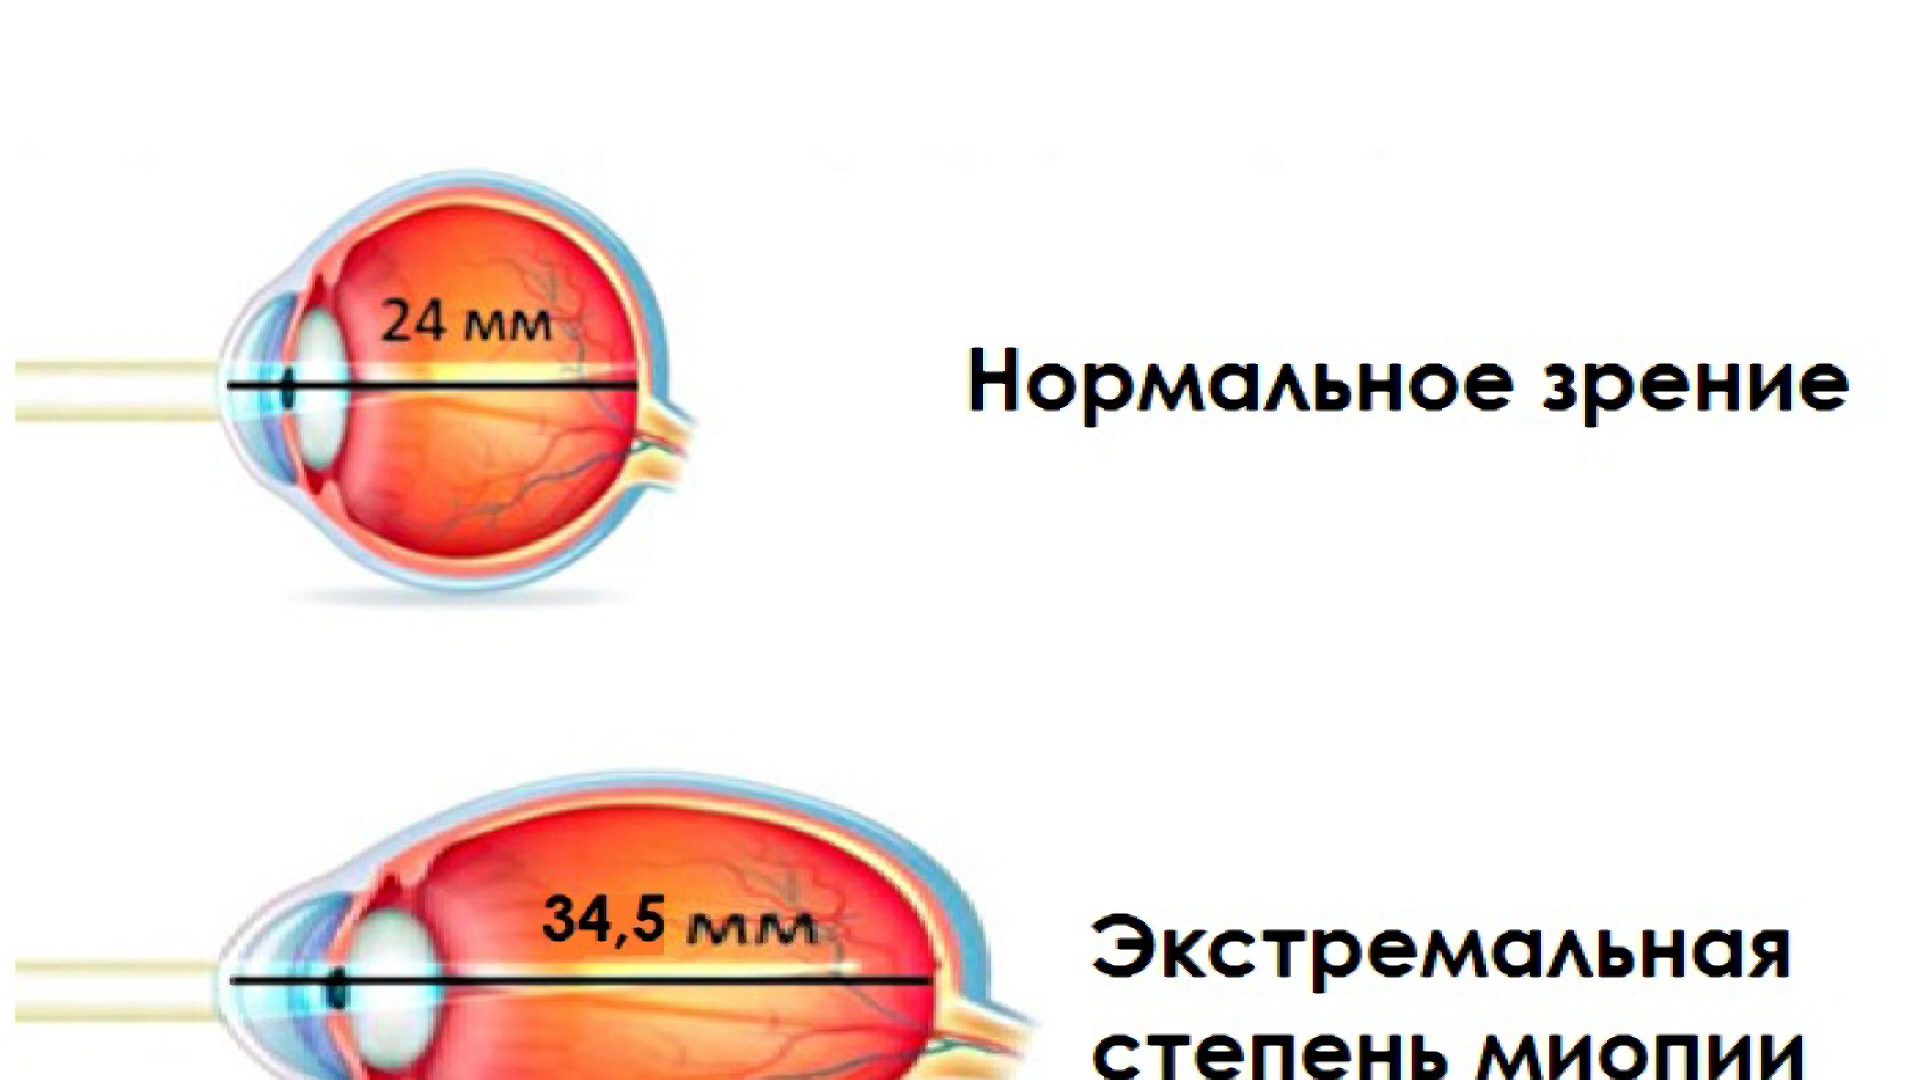 24 мм
Нормальное зрение
34,5 мм
Экстремальная
степень миопии